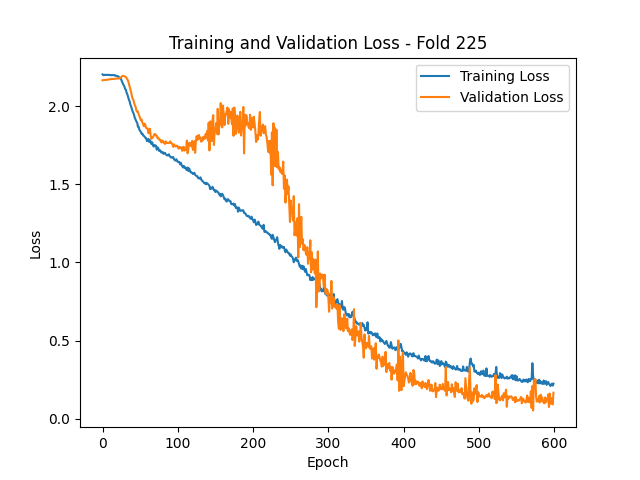 Training and Validation Loss - Fold 225
Training Loss
Validation Loss
Loss
2.0
1.5
1.0
0.5
0.0
0 100 200 300 400 500 600
Epoch